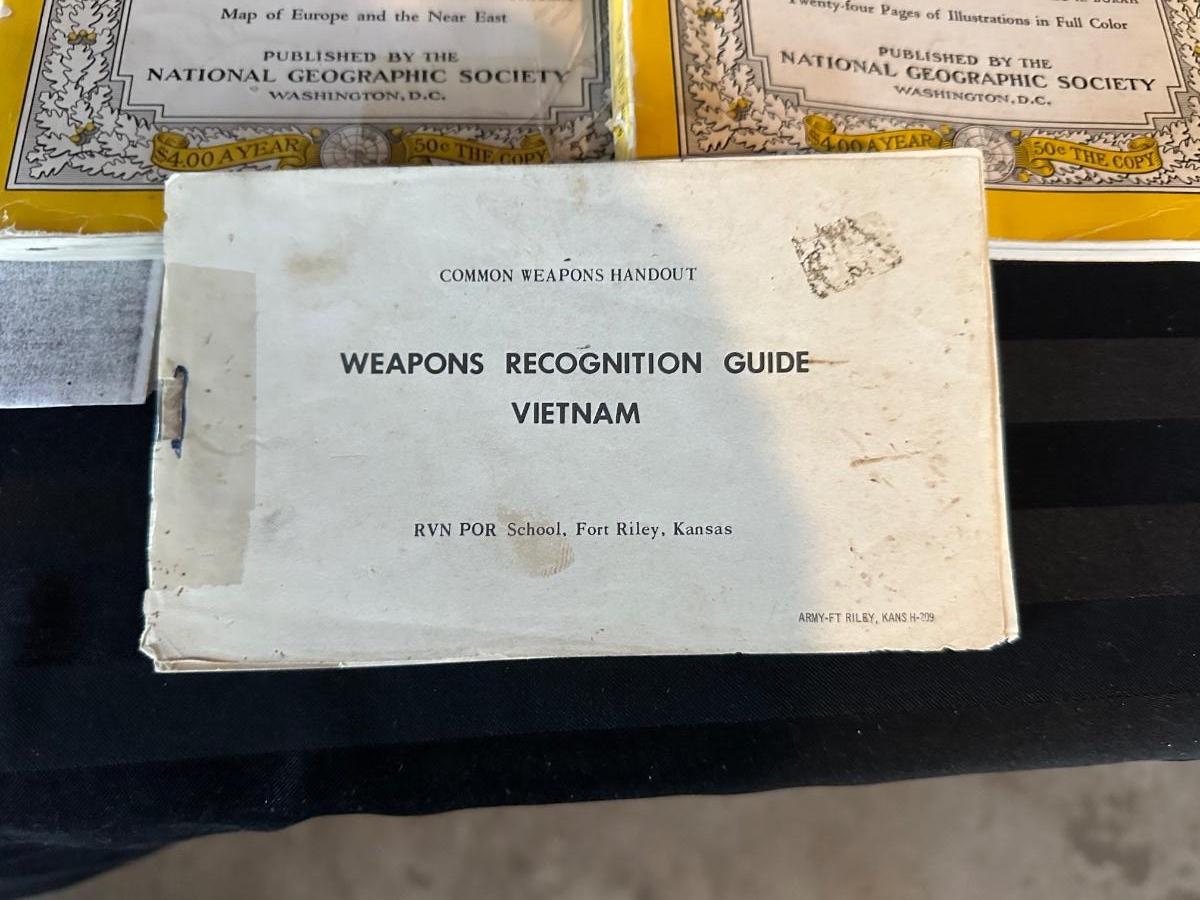 Map of Europe and the Near East
PUBLISHED BY THE
NATIONAL GEOGRAPHIC SOCIETY
WASHINGTON, D.C.
$4.00 A YEAR
50¢ THE COPY
Twenty-four Pages of Illustrations in Full Color
PUBLISHED BY THE
NATIONAL GEOGRAPHIC SOCIETY
WASHINGTON, D.C.
$4.00 A YEAR
50¢ THE COPY
COMMON WEAPONS HANDOUT
WEAPONS RECOGNITION GUIDE
VIETNAM
RVN POR School, Fort Riley, Kansas
ARMY-FT RILEY, KANS